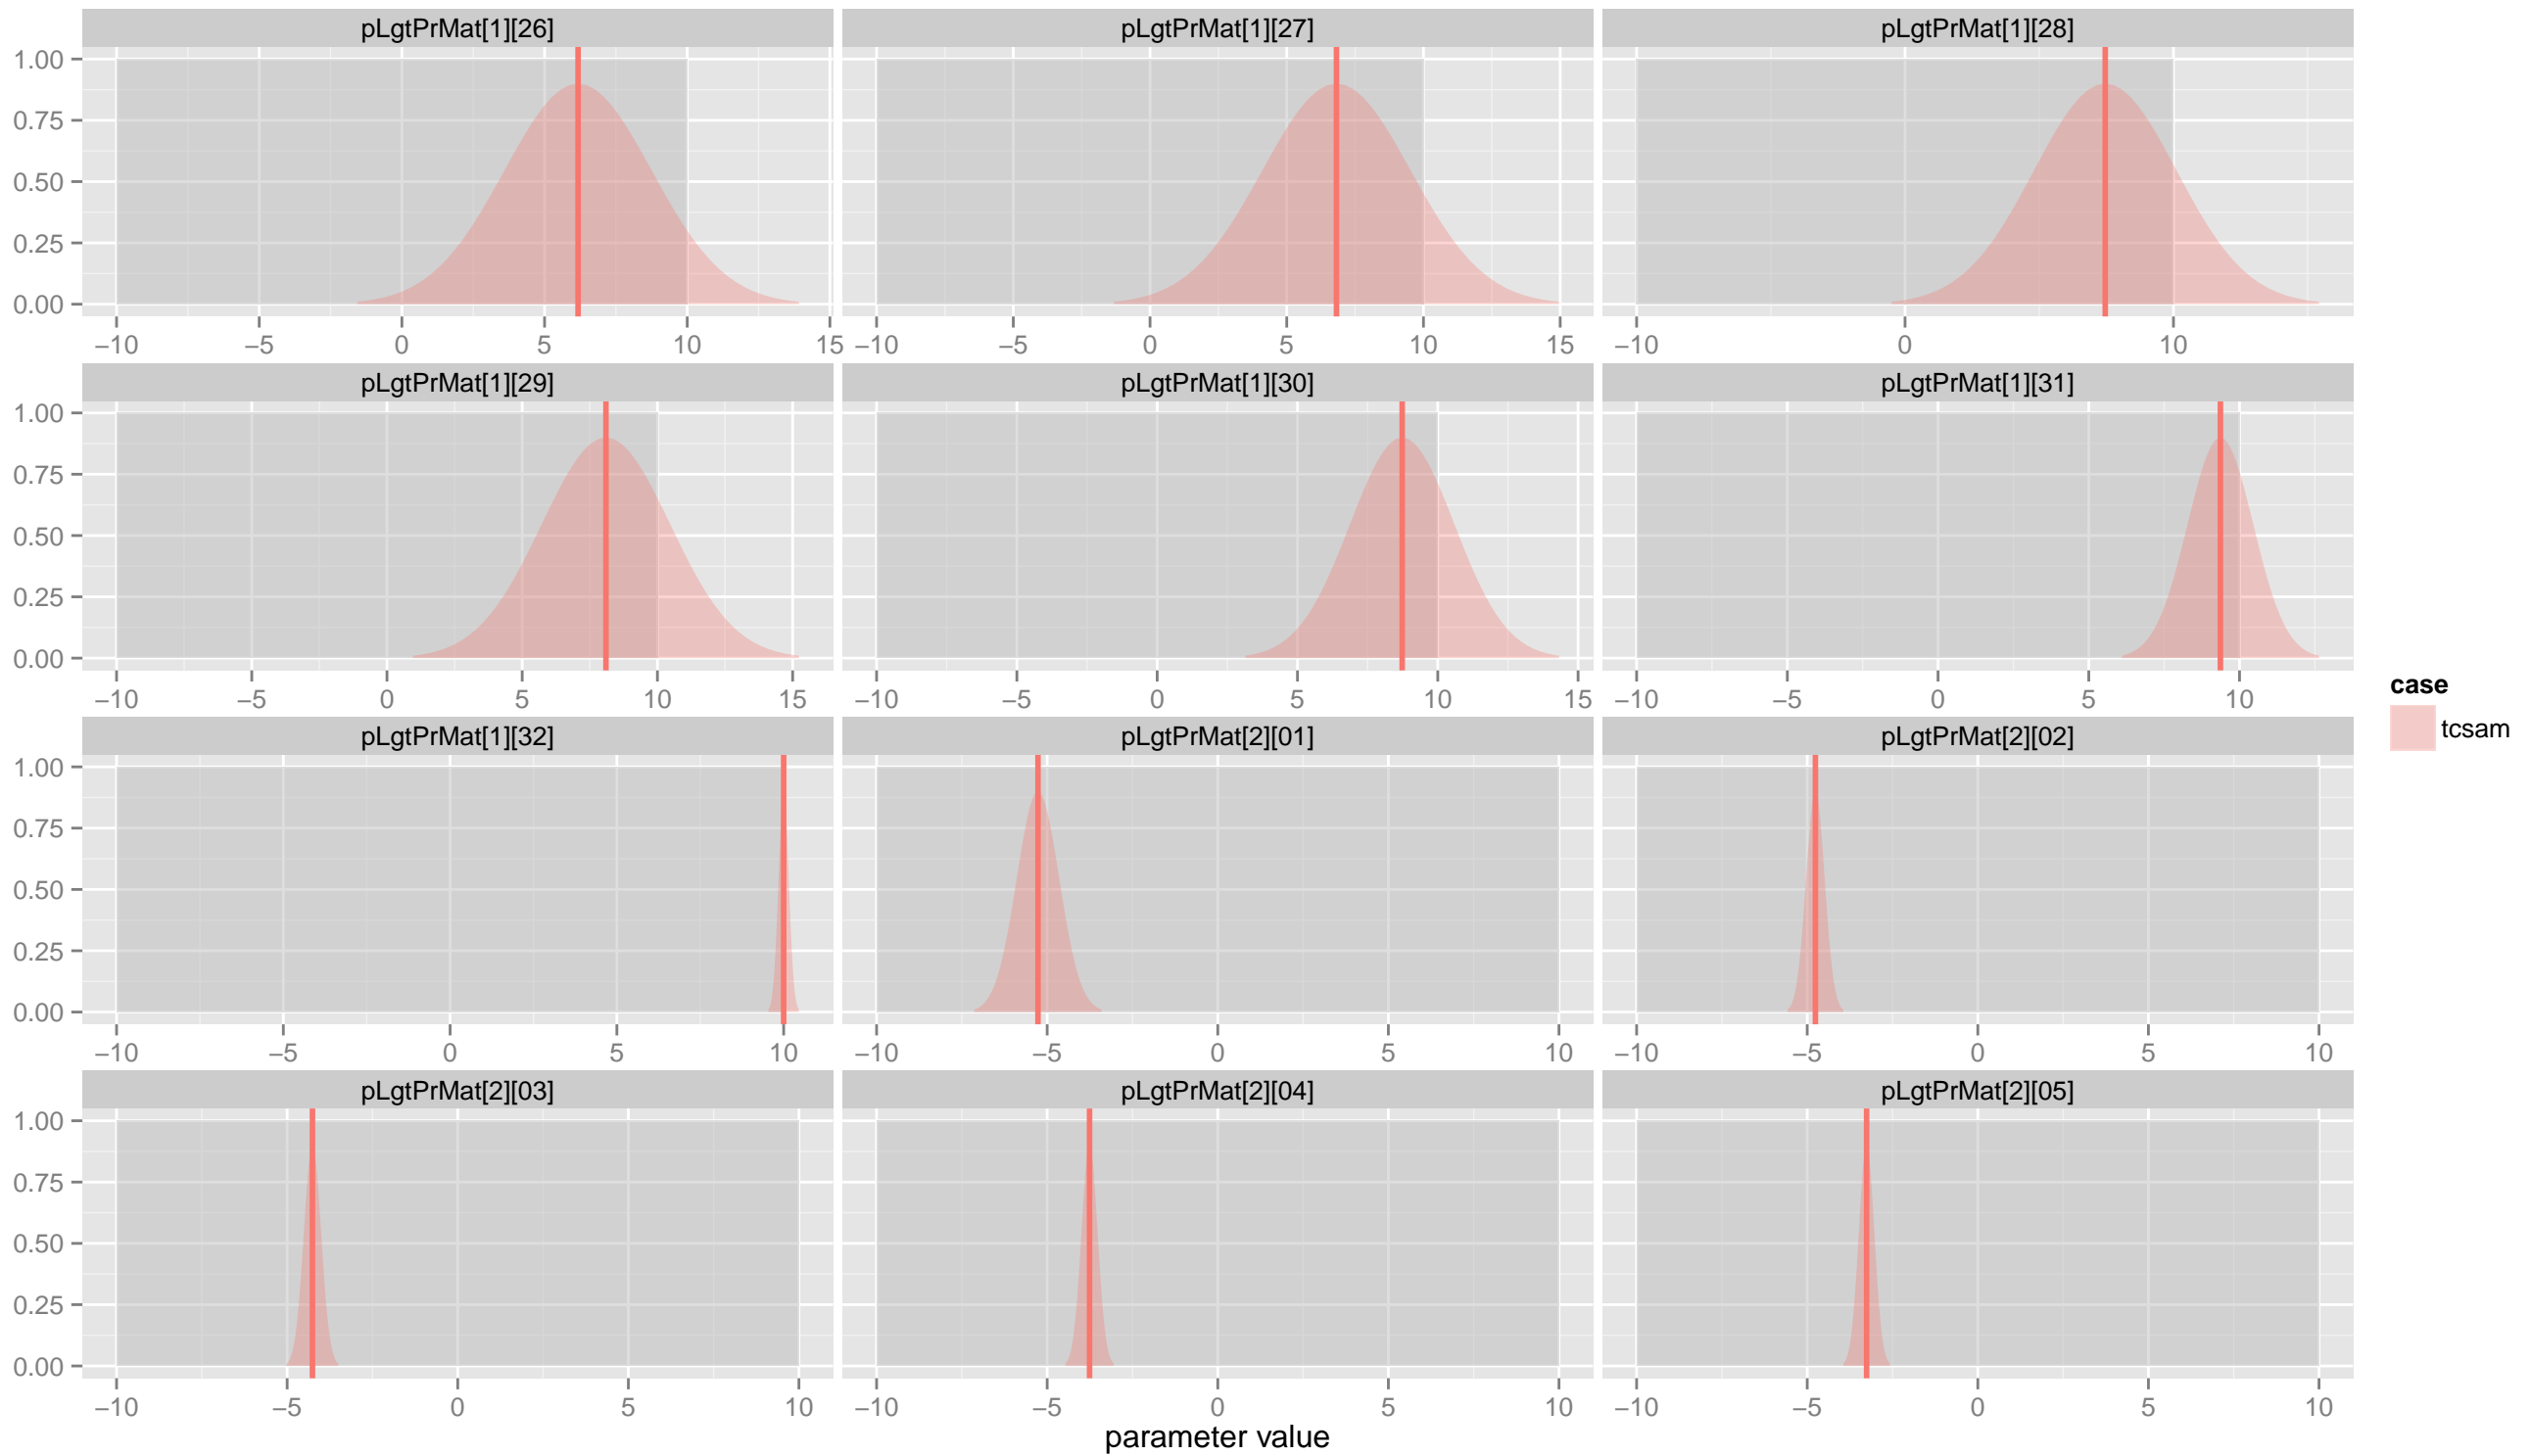 pLgtPrMat[1][26] pLgtPrMat[1][27] pLgtPrMat[1][28]
1.00
0.75
0.50
0.25
0.00
−10 −5 0 5 10 15 −10 −5 0 5 10 15 −10 0 10
pLgtPrMat[1][29] pLgtPrMat[1][30] pLgtPrMat[1][31]
1.00
0.75
0.50
0.25
0.00
−10 −5 0 5 10 15 −10 −5 0 5 10 15 −10 −5 0 5 10
case
tcsam
pLgtPrMat[1][32] pLgtPrMat[2][01] pLgtPrMat[2][02]
1.00
0.75
0.50
0.25
0.00
−10 −5 0 5 10 −10 −5 0 5 10 −10 −5 0 5 10
pLgtPrMat[2][03] pLgtPrMat[2][04] pLgtPrMat[2][05]
1.00
0.75
0.50
0.25
0.00
−10 −5 0 5 10 −10 −5 0 5 10 −10 −5 0 5 10
parameter value